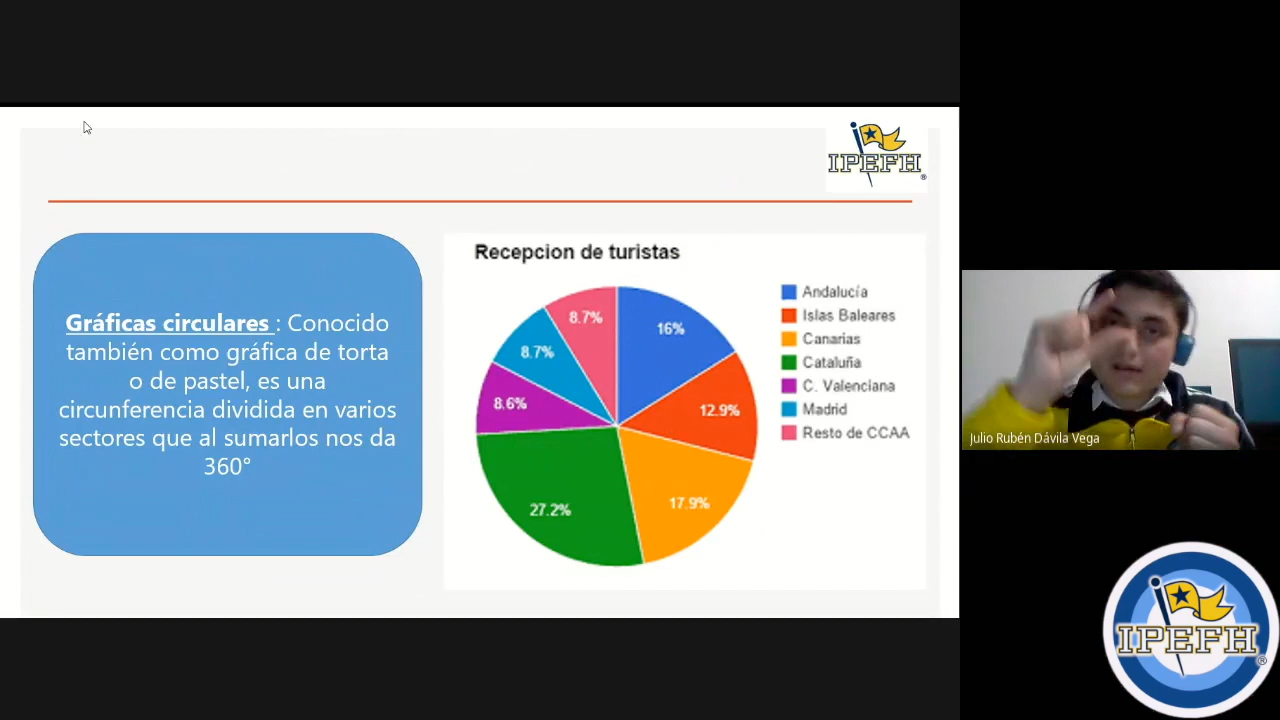 IPEFH
®
Gráficas circulares : Conocido
también como gráfica de torta
o de pastel, es una
circunferencia dividida en varios
sectores que al sumarlos nos da
360°
Recepcion de turistas
8.7%
16%
8.7%
12.9%
8.6%
17.9%
27.2%
Andalucía
Islas Baleares
Canarias
Cataluña
C. Valenciana
Madrid
Resto de CCAA
Julio Rubén Dávila Vega
IPEFH
®